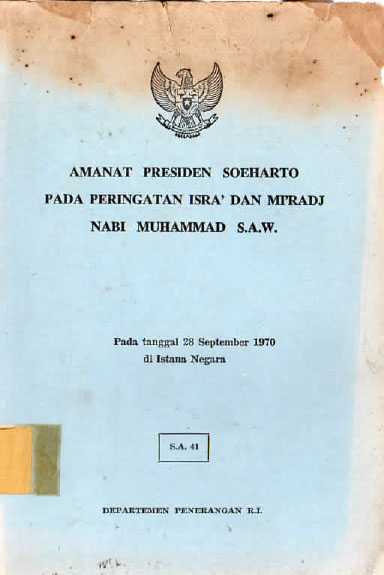 AMANAT PRESIDEN SOEHARTO
PADA PERINGATAN ISRA' DAN MI'RADJ
NABI MUHAMMAD S.A.W.
Pada tanggal 28 September 1970
di Istana Negara
S.A. 41
DEPARTEMEN PENERANGAN R.I.